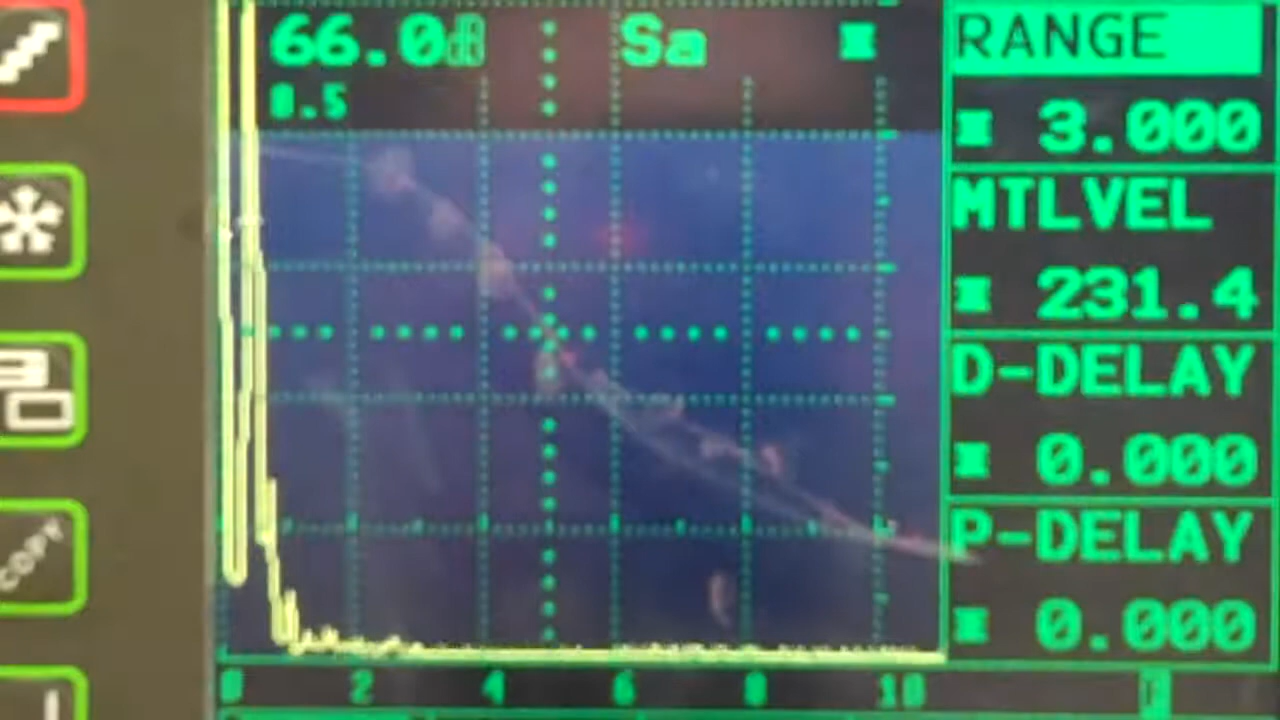 66.0d Sa
0.5
RANGE
3.000
MTLVEL
231.4
D-DELAY
0.000
P-DELAY
0.000
COPY
0 2 4 6 8 10